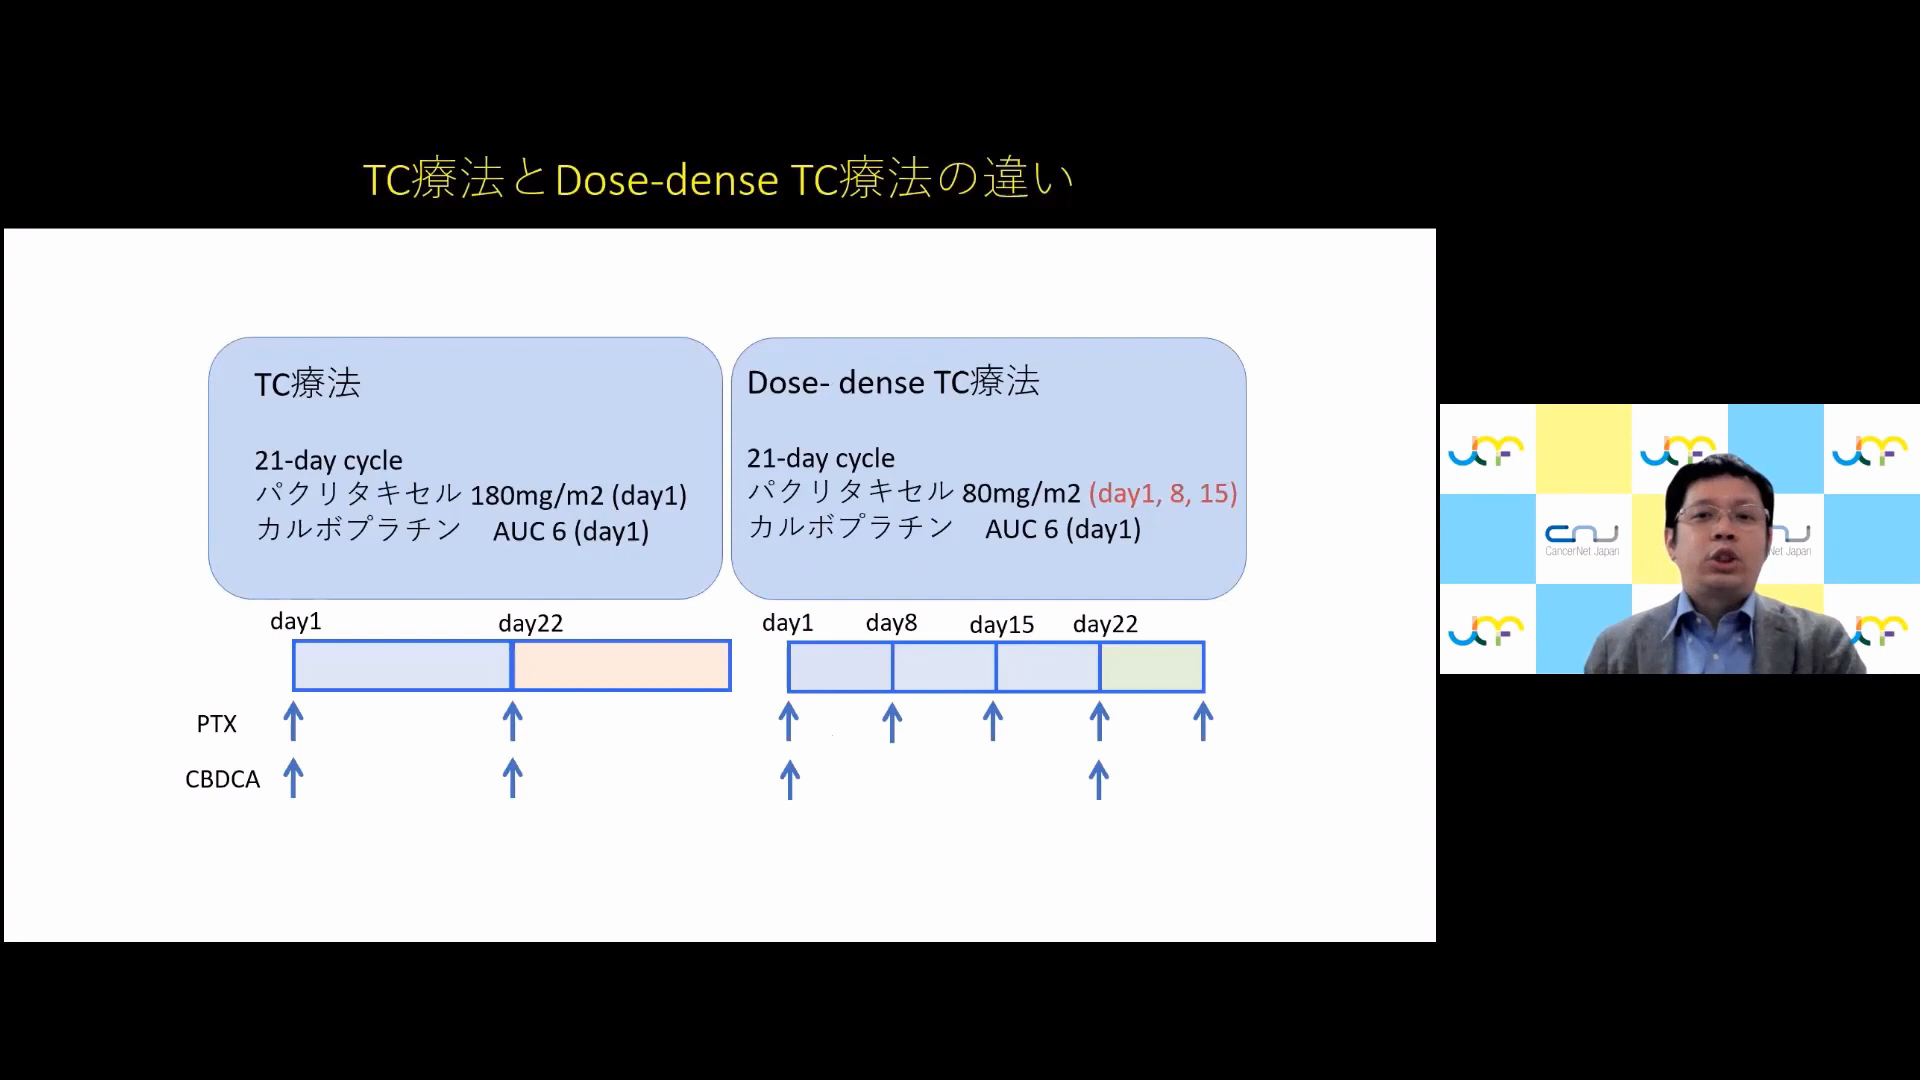 TC療法とDose-dense TC療法の違い
TC療法
21-day cycle
パクリタキセル 180mg/m2 (day1)
カルボプラチン　AUC 6 (day1)
Dose- dense TC療法
21-day cycle
パクリタキセル 80mg/m2 (day1, 8, 15)
カルボプラチン　AUC 6 (day1)
day1 day22
day1 day8 day15 day22
PTX
CBDCA
CancerNet Japan
Net Japan